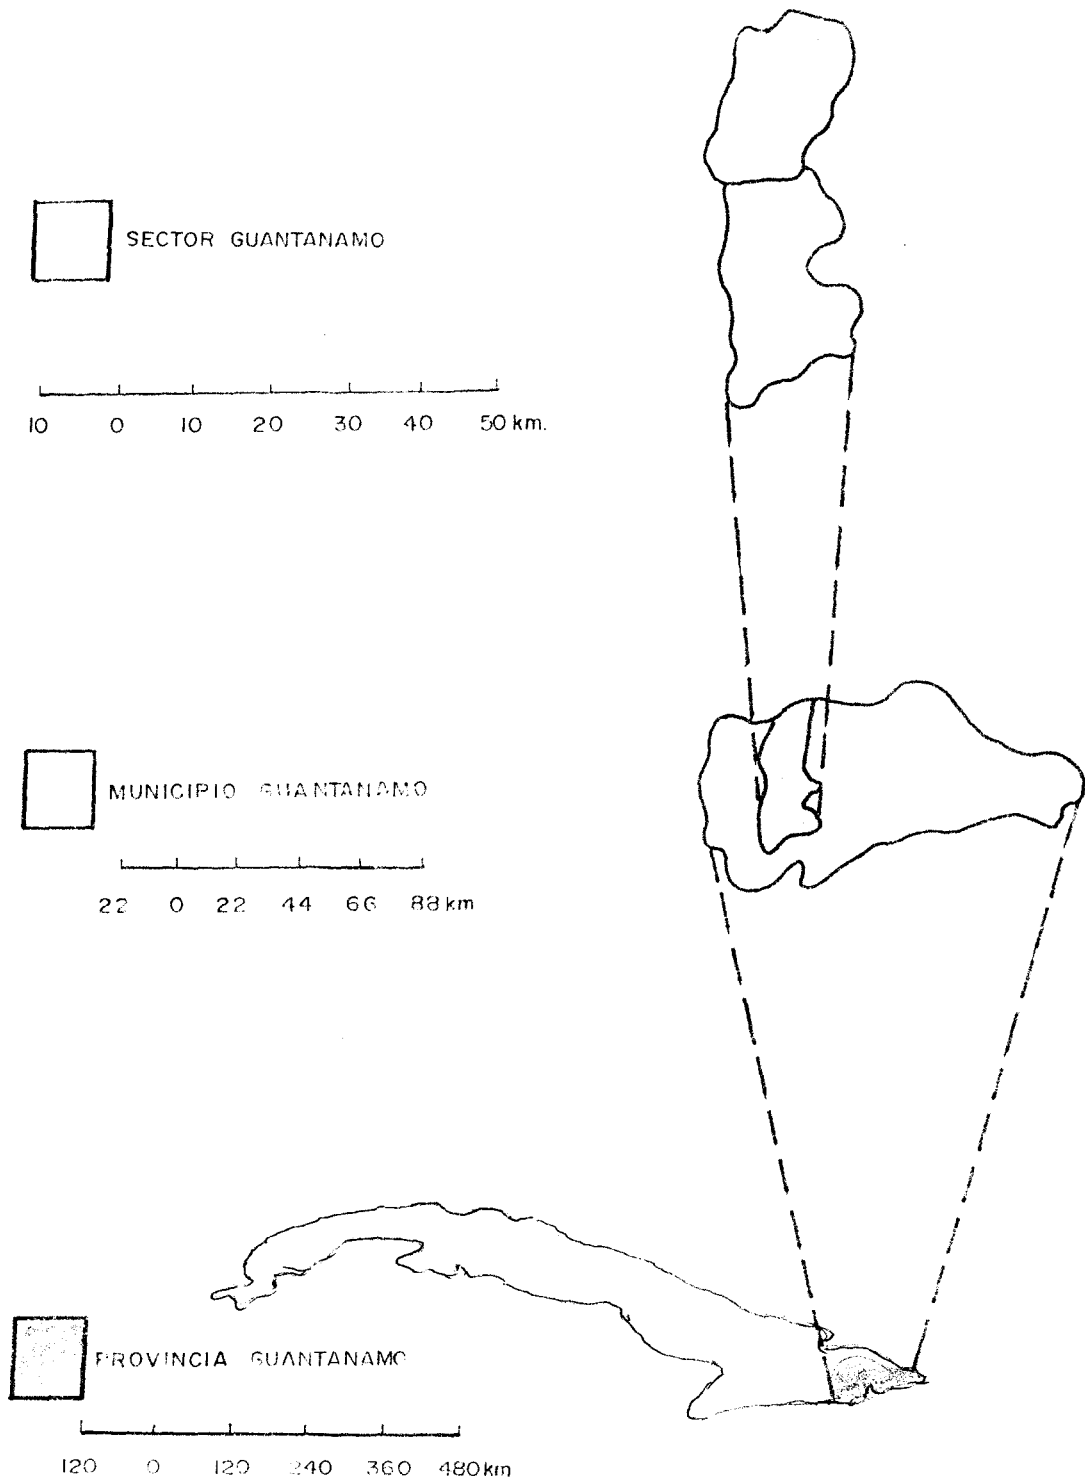 SECTOR GUANTANAMO
10 0 10 20 30 40 50 km.
MUNICIPIO GUANTANAMO
22 0 22 44 66 88 km
PROVINCIA GUANTANAMO
120 0 120 240 360 480 km